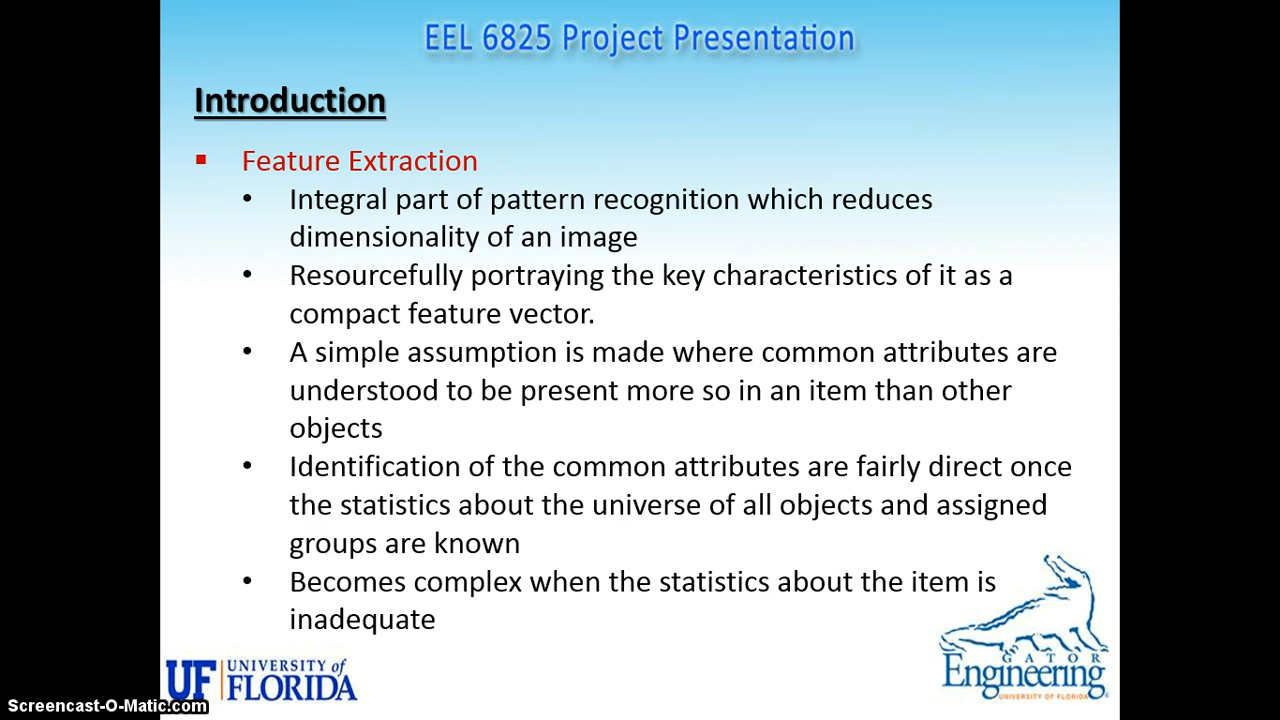 EEL 6825 Project Presentation
Introduction
▪ Feature Extraction
• Integral part of pattern recognition which reduces
dimensionality of an image
• Resourcefully portraying the key characteristics of it as a
compact feature vector.
• A simple assumption is made where common attributes are
understood to be present more so in an item than other
objects
• Identification of the common attributes are fairly direct once
the statistics about the universe of all objects and assigned
groups are known
• Becomes complex when the statistics about the item is
inadequate
UF UNIVERSITY of
FLORIDA
GATOR
Engineering
UNIVERSITY OF FLORIDA
Screencast-O-Matic.com